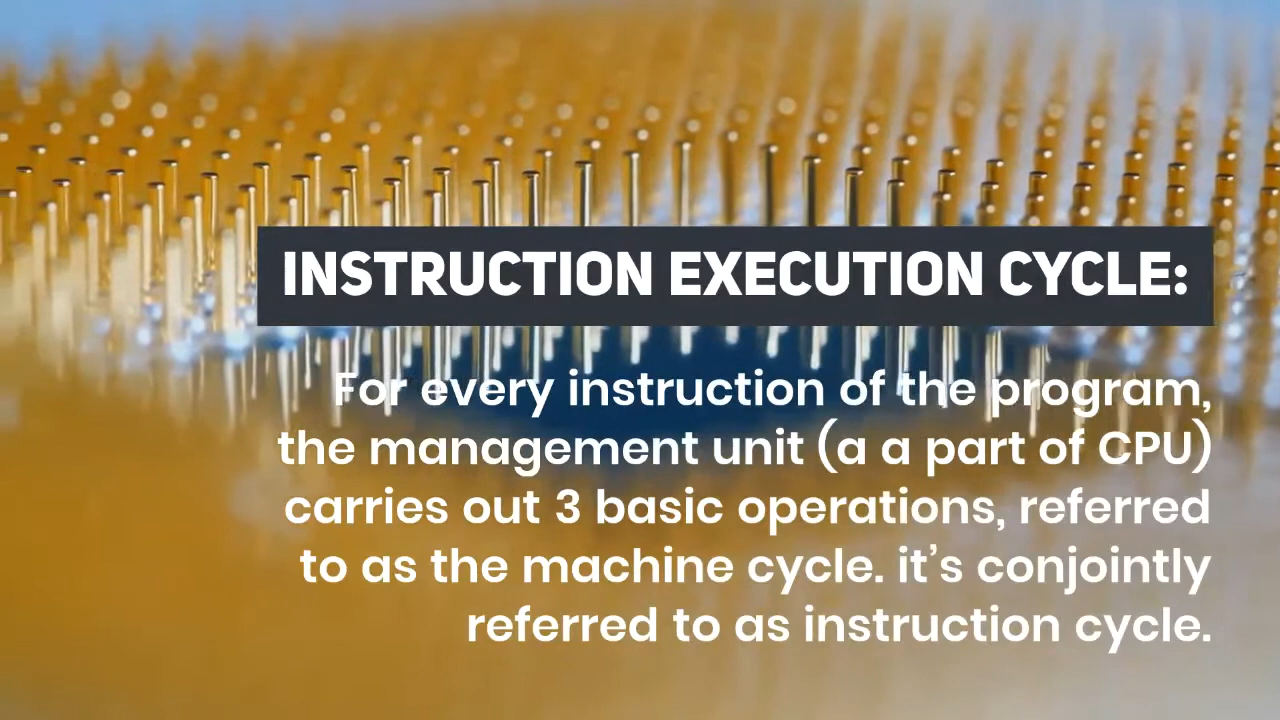 INSTRUCTION EXECUTION CYCLE:
For every instruction of the program,
the management unit (a a part of CPU)
carries out 3 basic operations, referred
to as the machine cycle. it’s conjointly
referred to as instruction cycle.